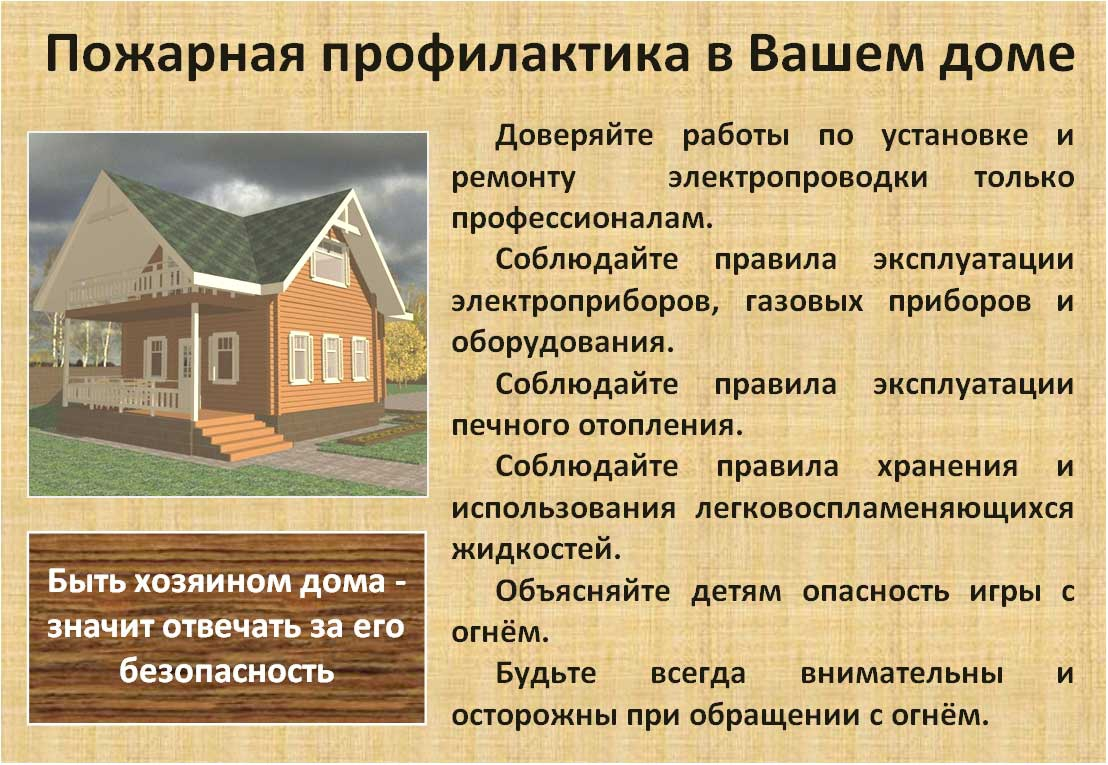 Пожарная профилактика в Вашем доме
Доверяйте работы по установке и
ремонту электропроводки только
профессионалам.
Соблюдайте правила эксплуатации
электроприборов, газовых приборов и
оборудования.
Соблюдайте правила эксплуатации
печного отопления.
Соблюдайте правила хранения и
использования легковоспламеняющихся
жидкостей.
Объясняйте детям опасность игры с
огнём.
Будьте всегда внимательны и
осторожны при обращении с огнём.
Быть хозяином дома -
значит отвечать за его
безопасность